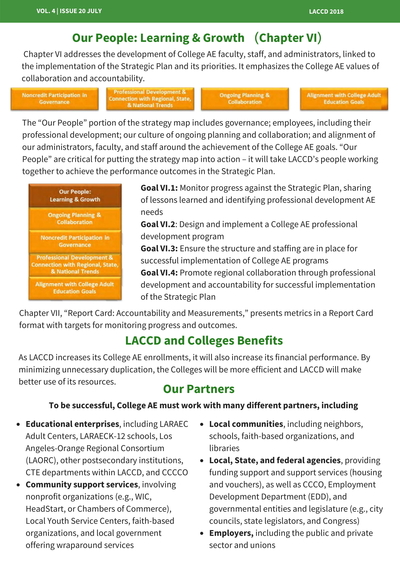 VOL. 4 | ISSUE 20 JULY
LACCD 2018
Our People: Learning & Growth (Chapter VI)
Chapter VI addresses the development of College AE faculty, staff, and administrators, linked to
the implementation of the Strategic Plan and its priorities. It emphasizes the College AE values of
collaboration and accountability.
Noncredit Participation in
Governance
Professional Development &
Connection with Regional, State,
& National Trends
Ongoing Planning &
Collaboration
Alignment with College Adult
Education Goals
The “Our People” portion of the strategy map includes governance; employees, including their
professional development; our culture of ongoing planning and collaboration; and alignment of
our administrators, faculty, and staff around the achievement of the College AE goals. “Our
People” are critical for putting the strategy map into action – it will take LACCD’s people working
together to achieve the performance outcomes in the Strategic Plan.
Our People:
Learning & Growth
Ongoing Planning &
Collaboration
Noncredit Participation in
Governance
Professional Development &
Connection with Regional, State,
& National Trends
Alignment with College Adult
Education Goals
Goal VI.1: Monitor progress against the Strategic Plan, sharing
of lessons learned and identifying professional development AE
needs
Goal VI.2: Design and implement a College AE professional
development program
Goal VI.3: Ensure the structure and staffing are in place for
successful implementation of College AE programs
Goal VI.4: Promote regional collaboration through professional
development and accountability for successful implementation
of the Strategic Plan
Chapter VII, “Report Card: Accountability and Measurements,” presents metrics in a Report Card
format with targets for monitoring progress and outcomes.
LACCD and Colleges Benefits
As LACCD increases its College AE enrollments, it will also increase its financial performance. By
minimizing unnecessary duplication, the Colleges will be more efficient and LACCD will make
better use of its resources.
Our Partners
To be successful, College AE must work with many different partners, including
• Educational enterprises, including LARAEC
Adult Centers, LARAECK-12 schools, Los
Angeles-Orange Regional Consortium
(LAORC), other postsecondary institutions,
CTE departments within LACCD, and CCCCO
• Community support services, involving
nonprofit organizations (e.g., WIC,
HeadStart, or Chambers of Commerce),
Local Youth Service Centers, faith-based
organizations, and local government
offering wraparound services
• Local communities, including neighbors,
schools, faith-based organizations, and
libraries
• Local, State, and federal agencies, providing
funding support and support services (housing
and vouchers), as well as CCCO, Employment
Development Department (EDD), and
governmental entities and legislature (e.g., city
councils, state legislators, and Congress)
• Employers, including the public and private
sector and unions